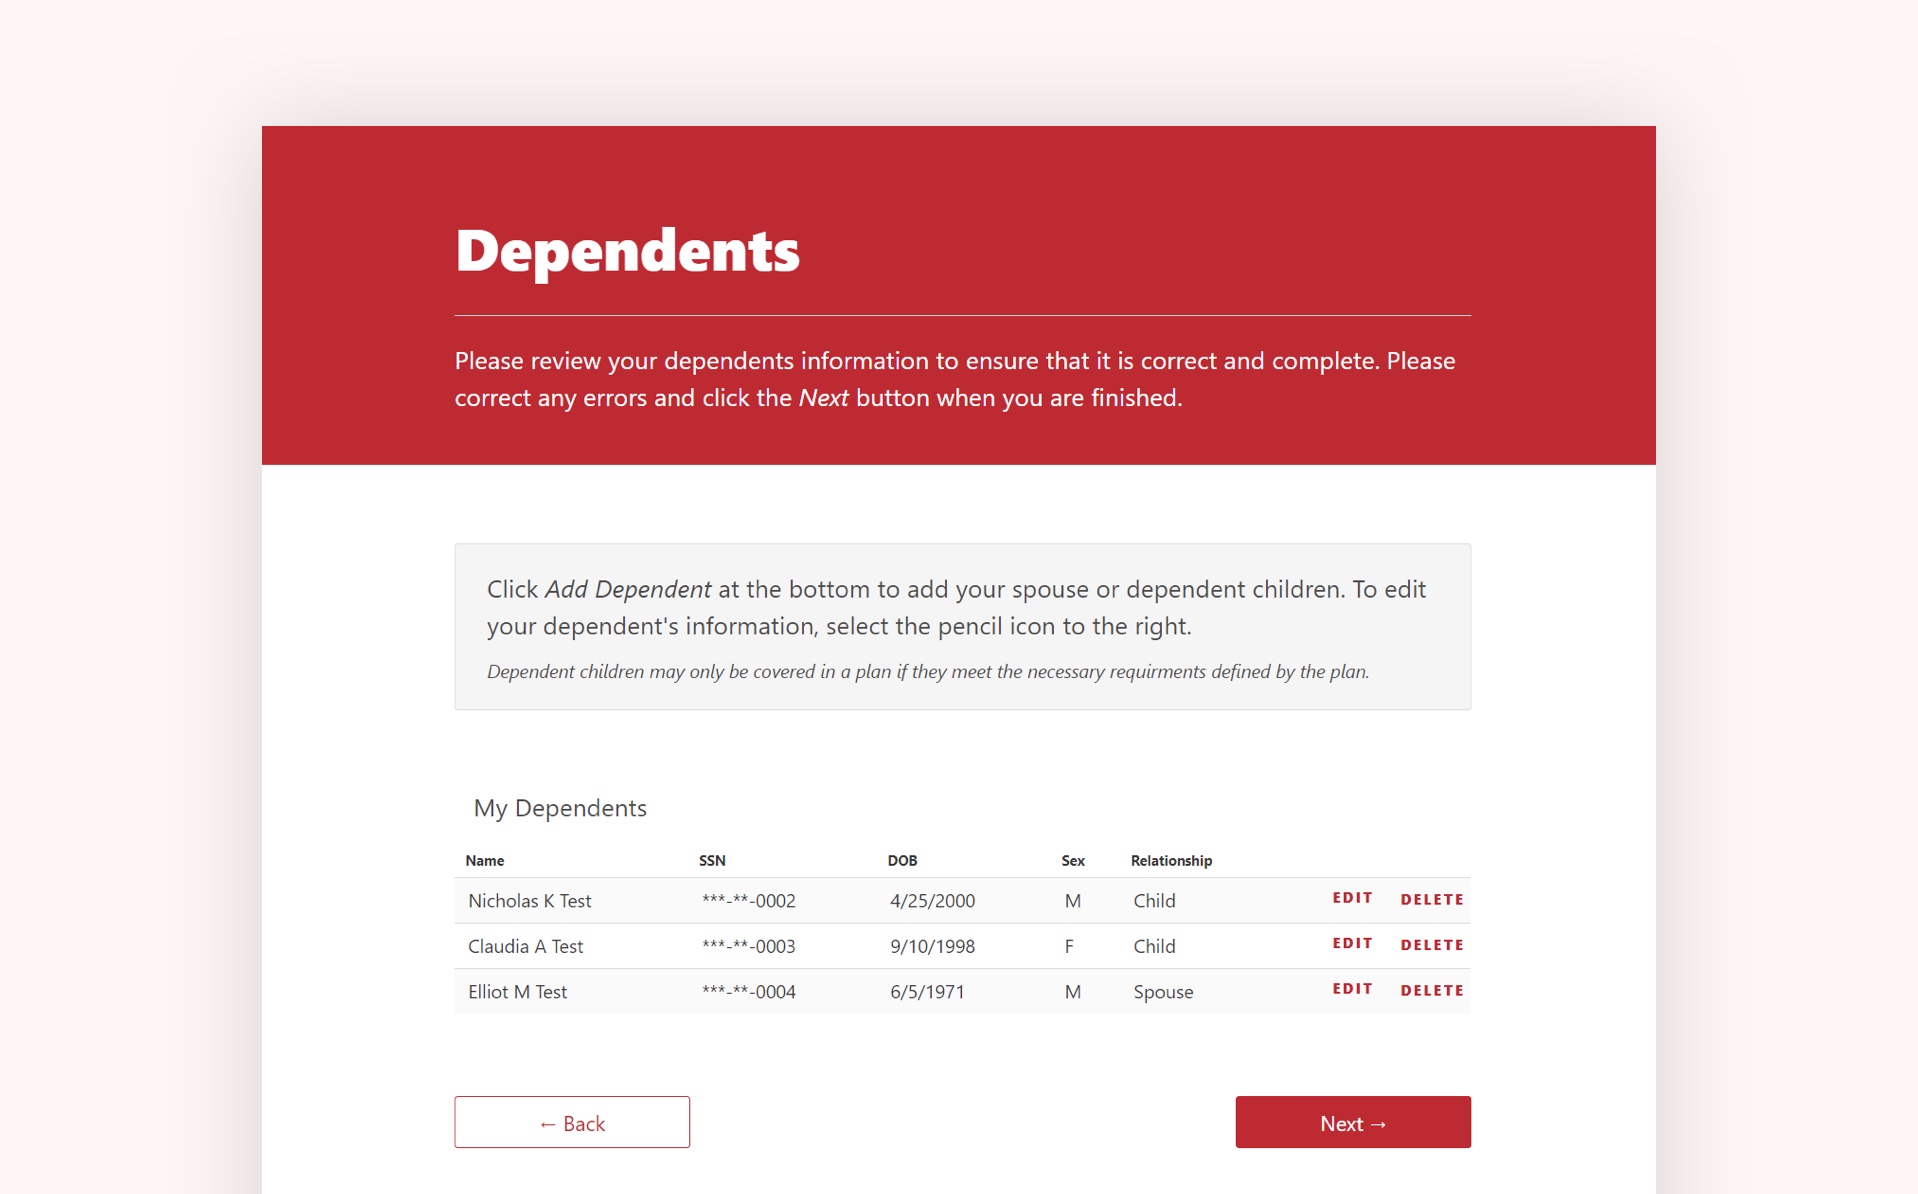 Dependents
Please review your dependents information to ensure that it is correct and complete. Please
correct any errors and click the Next button when you are finished.
Click Add Dependent at the bottom to add your spouse or dependent children. To edit
your dependent's information, select the pencil icon to the right.
Dependent children may only be covered in a plan if they meet the necessary requirments defined by the plan.
My Dependents
Name SSN DOB Sex Relationship
Nicholas K Test ***-**-0002 4/25/2000 M Child EDIT DELETE
Claudia A Test ***-**-0003 9/10/1998 F Child EDIT DELETE
Elliot M Test ***-**-0004 6/5/1971 M Spouse EDIT DELETE
← Back Next →